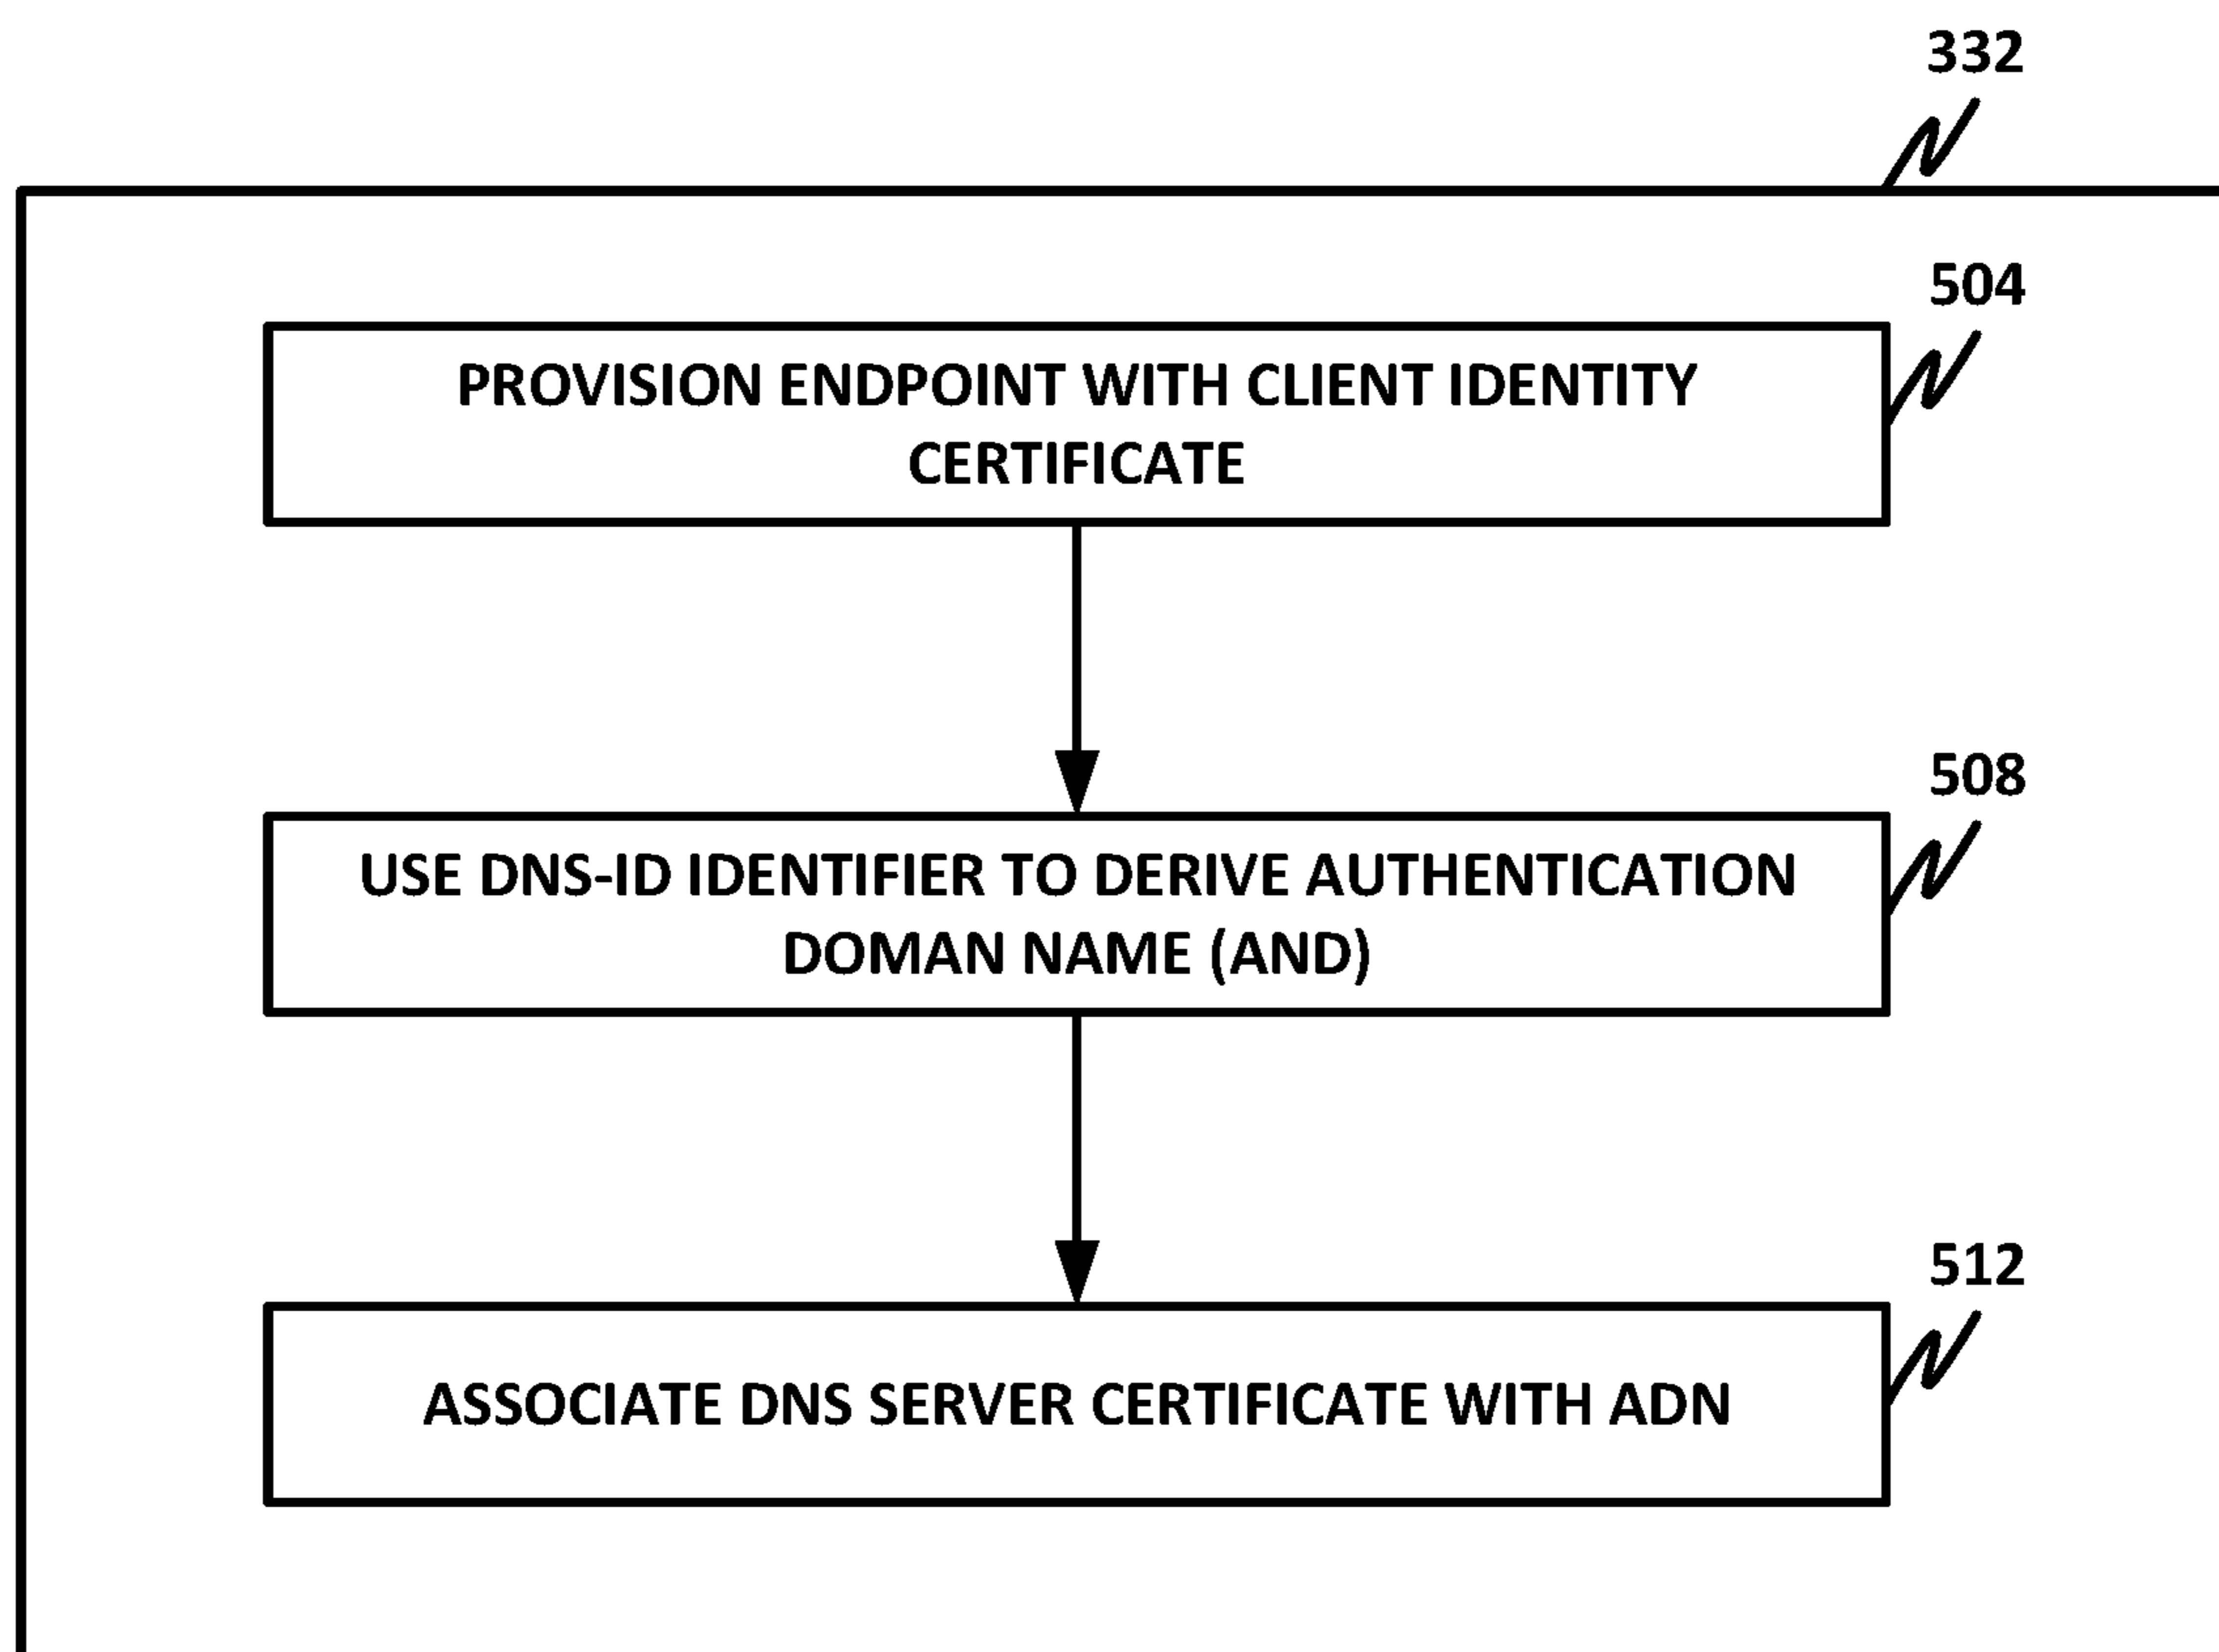 332
504
PROVISION ENDPOINT WITH CLIENT IDENTITY
CERTIFICATE
508
USE DNS-ID IDENTIFIER TO DERIVE AUTHENTICATION
DOMAN NAME (AND)
512
ASSOCIATE DNS SERVER CERTIFICATE WITH ADN